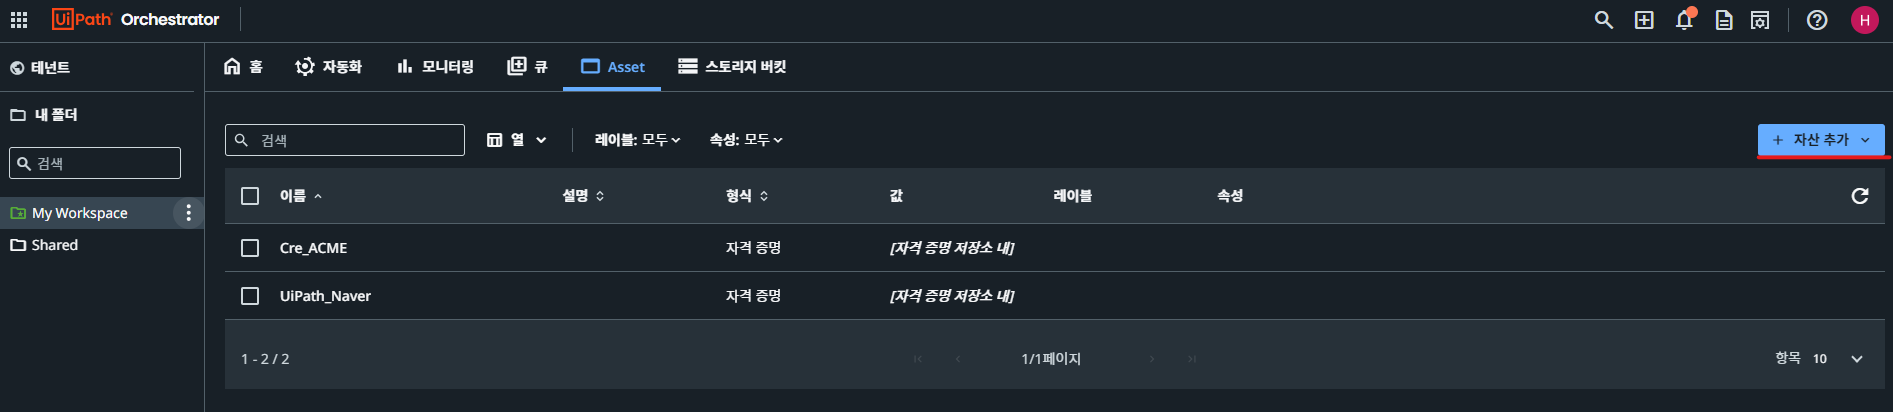 UiPath Orchestrator
H
테넌트
홈 자동화 모니터링 큐 Asset 스토리지 버킷
내 폴더
검색
My Workspace
Shared
검색 열 레이블: 모두 속성: 모두 + 자산 추가
이름 설명 형식 값 레이블 속성
Cre_ACME 자격 증명 [자격 증명 저장소 내]
UiPath_Naver 자격 증명 [자격 증명 저장소 내]
1 - 2 / 2 1/1페이지 항목 10